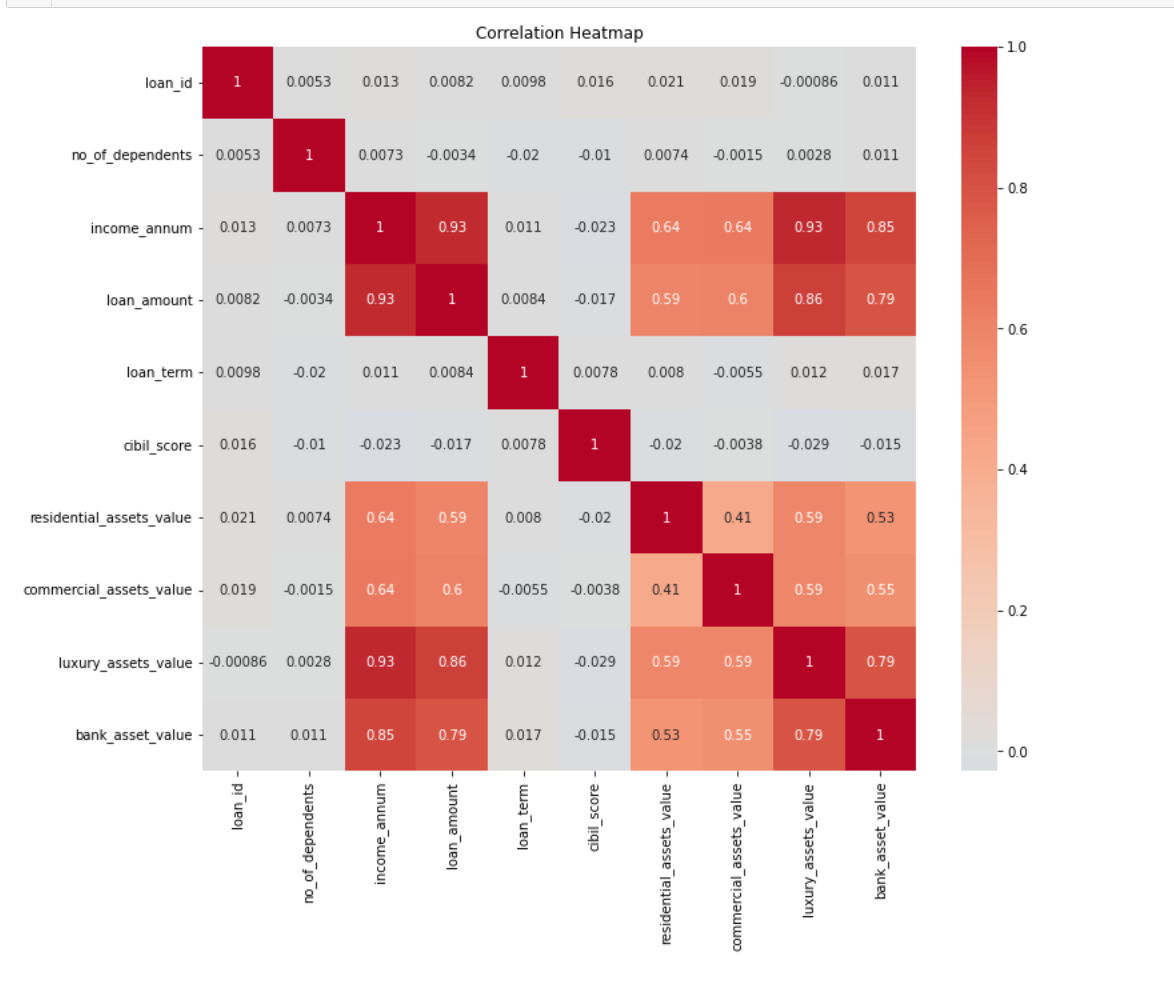 Correlation Heatmap
loan_id 1 0.0053 0.013 0.0082 0.0098 0.016 0.021 0.019 -0.00086 0.011
no_of_dependents 0.0053 1 0.0073 -0.0034 -0.02 -0.01 0.0074 -0.0015 0.0028 0.011
income_annum 0.013 0.0073 1 0.93 0.011 -0.023 0.64 0.64 0.93 0.85
loan_amount 0.0082 -0.0034 0.93 1 0.0084 -0.017 0.59 0.6 0.86 0.79
loan_term 0.0098 -0.02 0.011 0.0084 1 0.0078 0.008 -0.0055 0.012 0.017
cibil_score 0.016 -0.01 -0.023 -0.017 0.0078 1 -0.02 -0.0038 -0.029 -0.015
residential_assets_value 0.021 0.0074 0.64 0.59 0.008 -0.02 1 0.41 0.59 0.53
commercial_assets_value 0.019 -0.0015 0.64 0.6 -0.0055 -0.0038 0.41 1 0.59 0.55
luxury_assets_value -0.00086 0.0028 0.93 0.86 0.012 -0.029 0.59 0.59 1 0.79
bank_asset_value 0.011 0.011 0.85 0.79 0.017 -0.015 0.53 0.55 0.79 1
loan_id
no_of_dependents
income_annum
loan_amount
loan_term
cibil_score
residential_assets_value
commercial_assets_value
luxury_assets_value
bank_asset_value
1.0
0.8
0.6
0.4
0.2
0.0